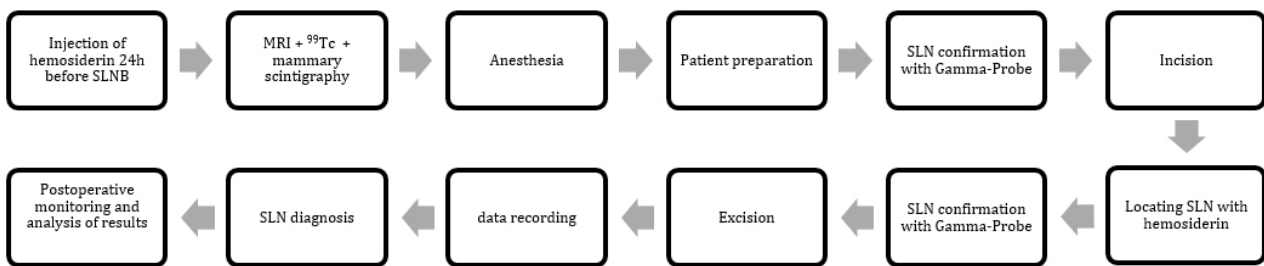 Injection of
hemosiderin 24h
before SLNB
MRI + ⁹⁹Tc +
mammary
scintigraphy
Anesthesia
Patient preparation
SLN confirmation
with Gamma-Probe
Incision
Locating SLN with
hemosiderin
SLN confirmation
with Gamma-Probe
Excision
data recording
SLN diagnosis
Postoperative
monitoring and
analysis of results